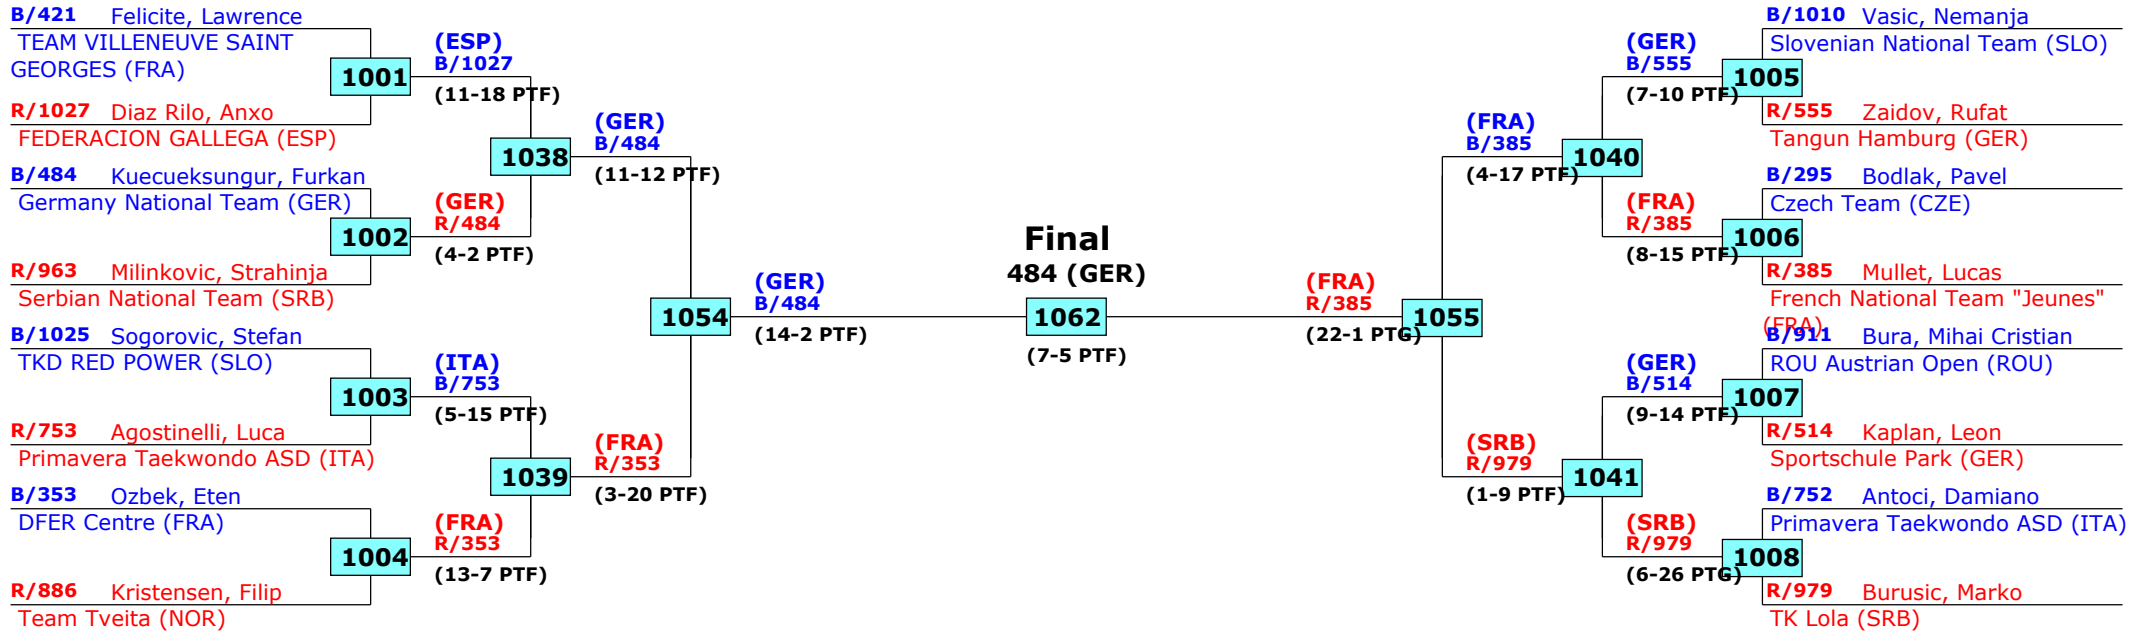 B/421 Felicite, Lawrence
TEAM VILLENEUVE SAINT
GEORGES (FRA)
1001
R/1027 Diaz Rilo, Anxo
FEDERACION GALLEGA (ESP)
B/484 Kuecueksungur, Furkan
Germany National Team (GER)
1002
R/963 Milinkovic, Strahinja
Serbian National Team (SRB)
B/1025 Sogorovic, Stefan
TKD RED POWER (SLO)
1003
R/753 Agostinelli, Luca
Primavera Taekwondo ASD (ITA)
B/353 Ozbek, Eten
DFER Centre (FRA)
1004
R/886 Kristensen, Filip
Team Tveita (NOR)
(ESP)
B/1027
(11-18 PTF)
1038
(GER)
R/484
(4-2 PTF)
(ITA)
B/753
(5-15 PTF)
1039
(FRA)
R/353
(13-7 PTF)
(GER)
B/484
(11-12 PTF)
1054
(FRA)
R/353
(3-20 PTF)
(GER)
B/484
(14-2 PTF)
Final
484 (GER)
1062
(7-5 PTF)
(FRA)
R/385
(22-1 PTG)
1055
(FRA)
B/385
(4-17 PTF)
1040
(SRB)
R/979
(1-9 PTF)
1041
(GER)
B/555
(7-10 PTF)
(FRA)
R/385
(8-15 PTF)
(GER)
B/514
(9-14 PTF)
(SRB)
R/979
(6-26 PTG)
B/1010 Vasic, Nemanja
Slovenian National Team (SLO)
1005
R/555 Zaidov, Rufat
Tangun Hamburg (GER)
B/295 Bodlak, Pavel
Czech Team (CZE)
1006
R/385 Mullet, Lucas
French National Team "Jeunes"
(FRA)
B/911 Bura, Mihai Cristian
ROU Austrian Open (ROU)
1007
R/514 Kaplan, Leon
Sportschule Park (GER)
B/752 Antoci, Damiano
Primavera Taekwondo ASD (ITA)
1008
R/979 Burusic, Marko
TK Lola (SRB)